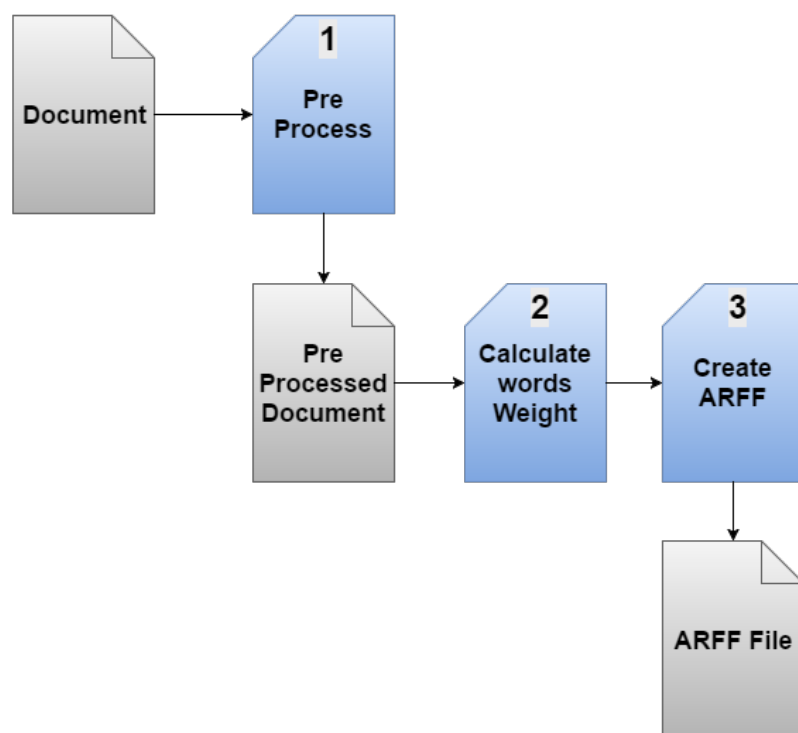 Document
1
Pre
Process
Pre
Processed
Document
2
Calculate
words
Weight
3
Create
ARFF
ARFF File